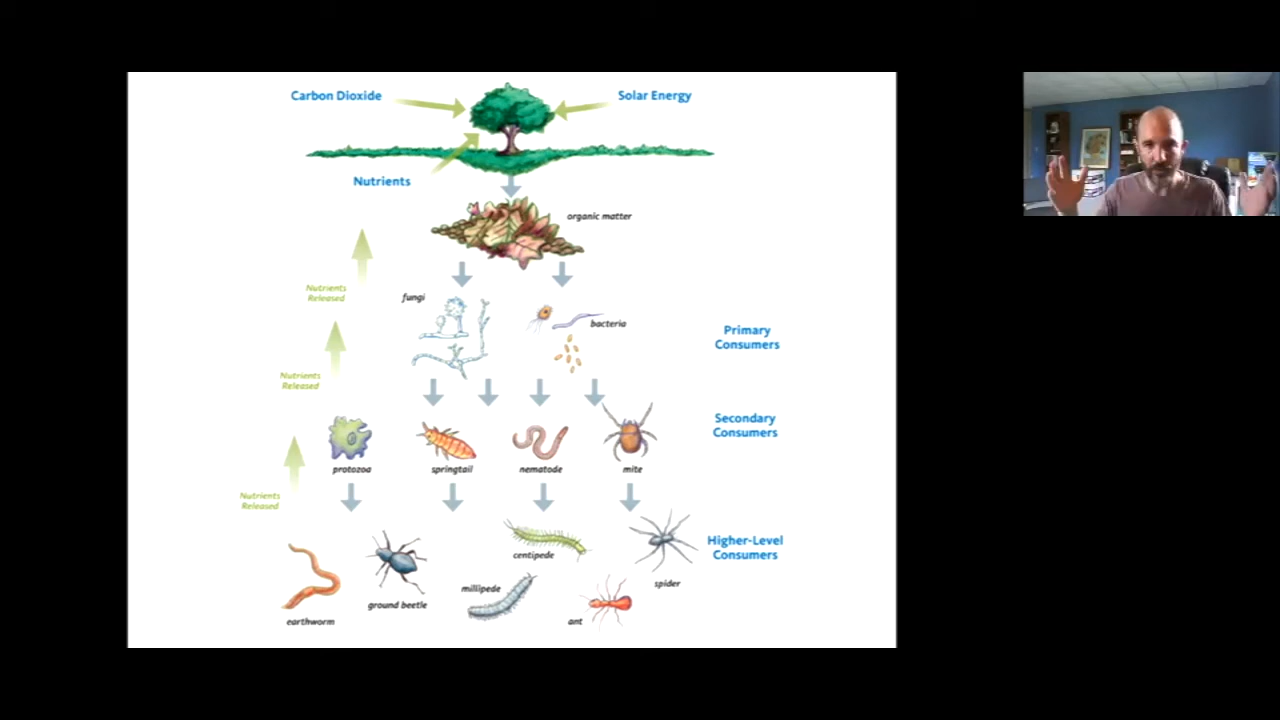 Carbon Dioxide
Solar Energy
Nutrients
organic matter
Nutrients
Released
fungi
bacteria
Primary
Consumers
Nutrients
Released
Secondary
Consumers
protozoa
springtail
nematode
mite
Nutrients
Released
Higher-Level
Consumers
centipede
spider
millipede
ground beetle
earthworm
ant